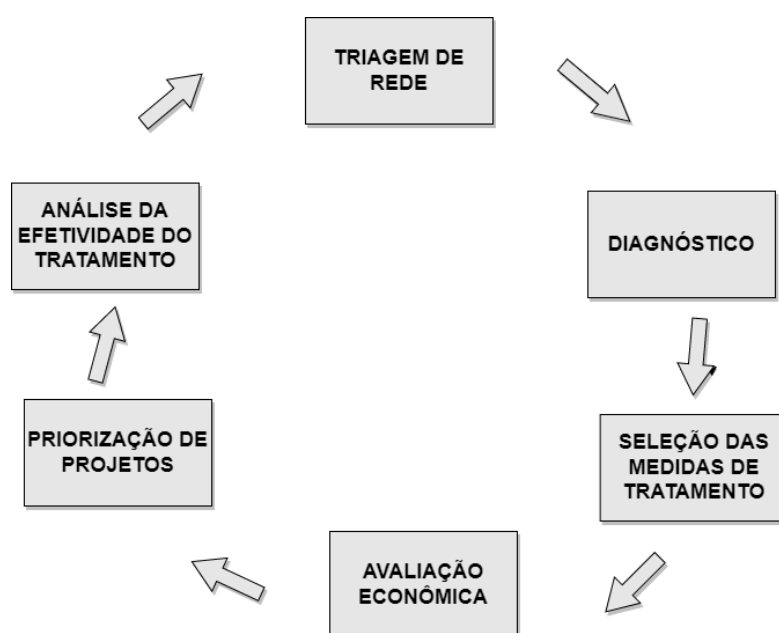 TRIAGEM DE
REDE
DIAGNÓSTICO
SELEÇÃO DAS
MEDIDAS DE
TRATAMENTO
AVALIAÇÃO
ECONÔMICA
PRIORIZAÇÃO DE
PROJETOS
ANÁLISE DA
EFETIVIDADE DO
TRATAMENTO